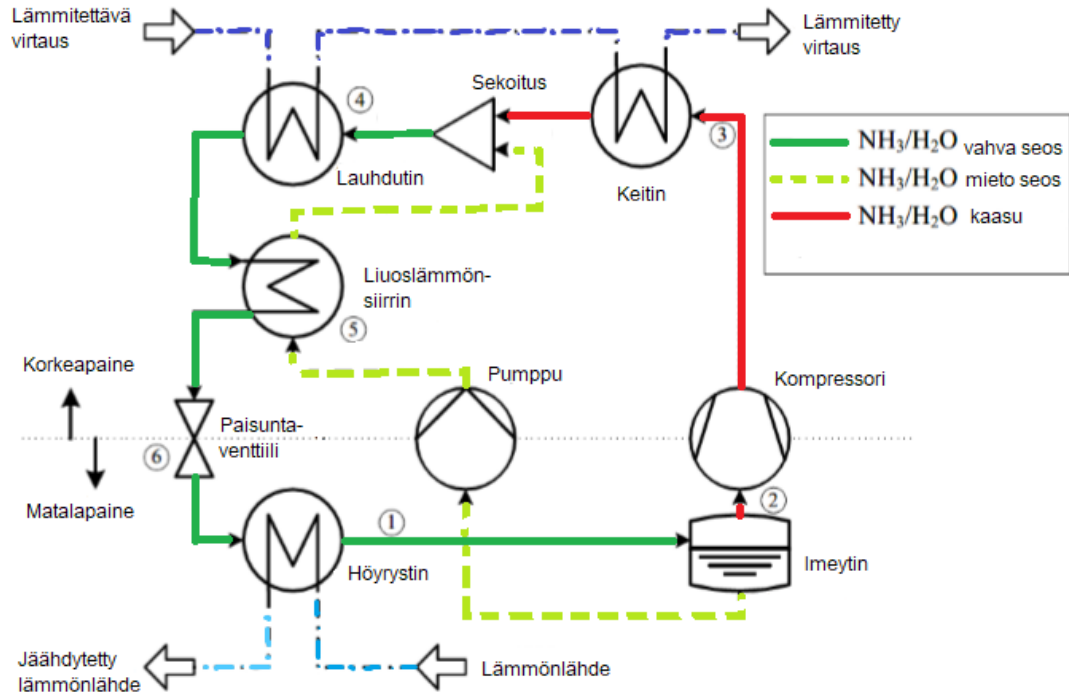 Lämmitettävä
virtaus
Lämmitetty
virtaus
Sekoitus
④
③
Lauhdutin
Keitin
NH₃/H₂O vahva seos
NH₃/H₂O mieto seos
NH₃/H₂O kaasu
Liuoslämmön-
siirrin
⑤
Korkeapaine
Pumppu
Kompressori
Paisunta-
venttiili
⑥
Matalapaine
①
②
Höyrystin
Imeytin
Jäähdytetty
lämmönlähde
Lämmönlähde